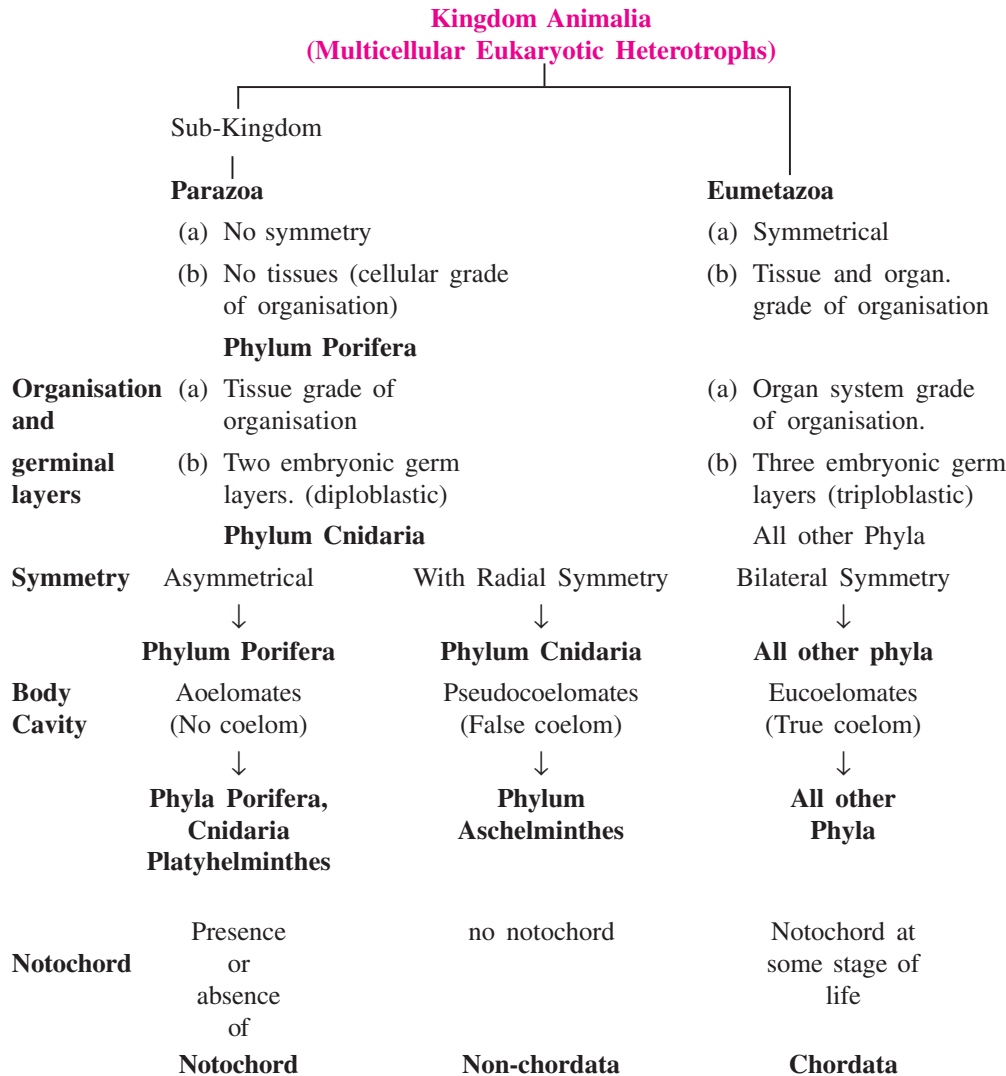 Kingdom Animalia
(Multicellular Eukaryotic Heterotrophs)
Sub-Kingdom
Parazoa Eumetazoa
(a) No symmetry (a) Symmetrical
(b) No tissues (cellular grade (b) Tissue and organ.
of organisation) grade of organisation
Phylum Porifera
Organisation (a) Tissue grade of (a) Organ system grade
and organisation of organisation.
germinal (b) Two embryonic germ (b) Three embryonic germ
layers layers. (diploblastic) layers (triploblastic)
Phylum Cnidaria All other Phyla
Symmetry Asymmetrical With Radial Symmetry Bilateral Symmetry
↓ ↓ ↓
Phylum Porifera Phylum Cnidaria All other phyla
Body Aoelomates Pseudocoelomates Eucoelomates
Cavity (No coelom) (False coelom) (True coelom)
↓ ↓ ↓
Phyla Porifera, Phylum All other
Cnidaria Aschelminthes Phyla
Platyhelminthes
Presence no notochord Notochord at
Notochord or some stage of
absence life
of
Notochord Non-chordata Chordata